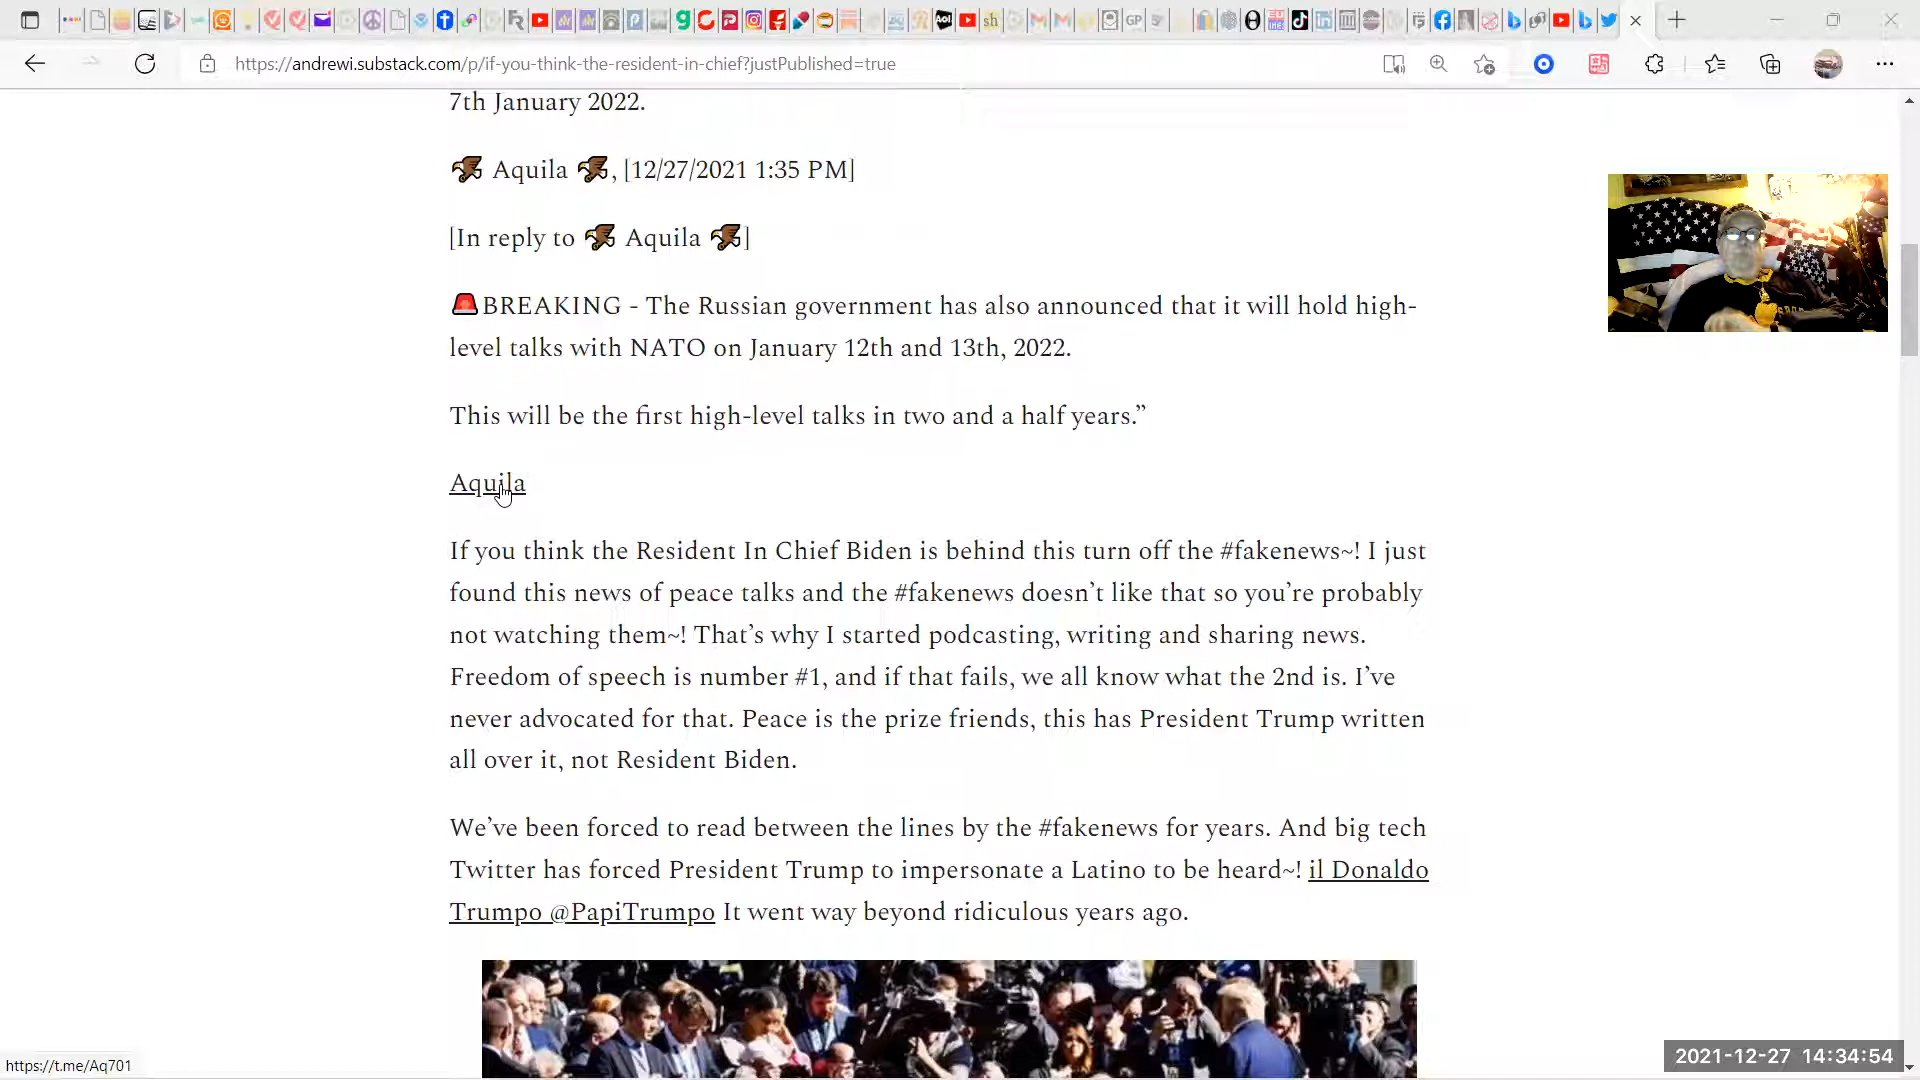 https://andrewi.substack.com/p/if-you-think-the-resident-in-chief?justPublished=true
7th January 2022.
Aquila , [12/27/2021 1:35 PM]
[In reply to Aquila ]
BREAKING - The Russian government has also announced that it will hold high-
level talks with NATO on January 12th and 13th, 2022.
This will be the first high-level talks in two and a half years.”
Aquila
If you think the Resident In Chief Biden is behind this turn off the #fakenews~! I just
found this news of peace talks and the #fakenews doesn’t like that so you’re probably
not watching them~! That’s why I started podcasting, writing and sharing news.
Freedom of speech is number #1, and if that fails, we all know what the 2nd is. I’ve
never advocated for that. Peace is the prize friends, this has President Trump written
all over it, not Resident Biden.
We’ve been forced to read between the lines by the #fakenews for years. And big tech
Twitter has forced President Trump to impersonate a Latino to be heard~! il Donaldo
Trumpo @PapiTrumpo It went way beyond ridiculous years ago.
https://t.me/Aq701
2021-12-27 14:34:54